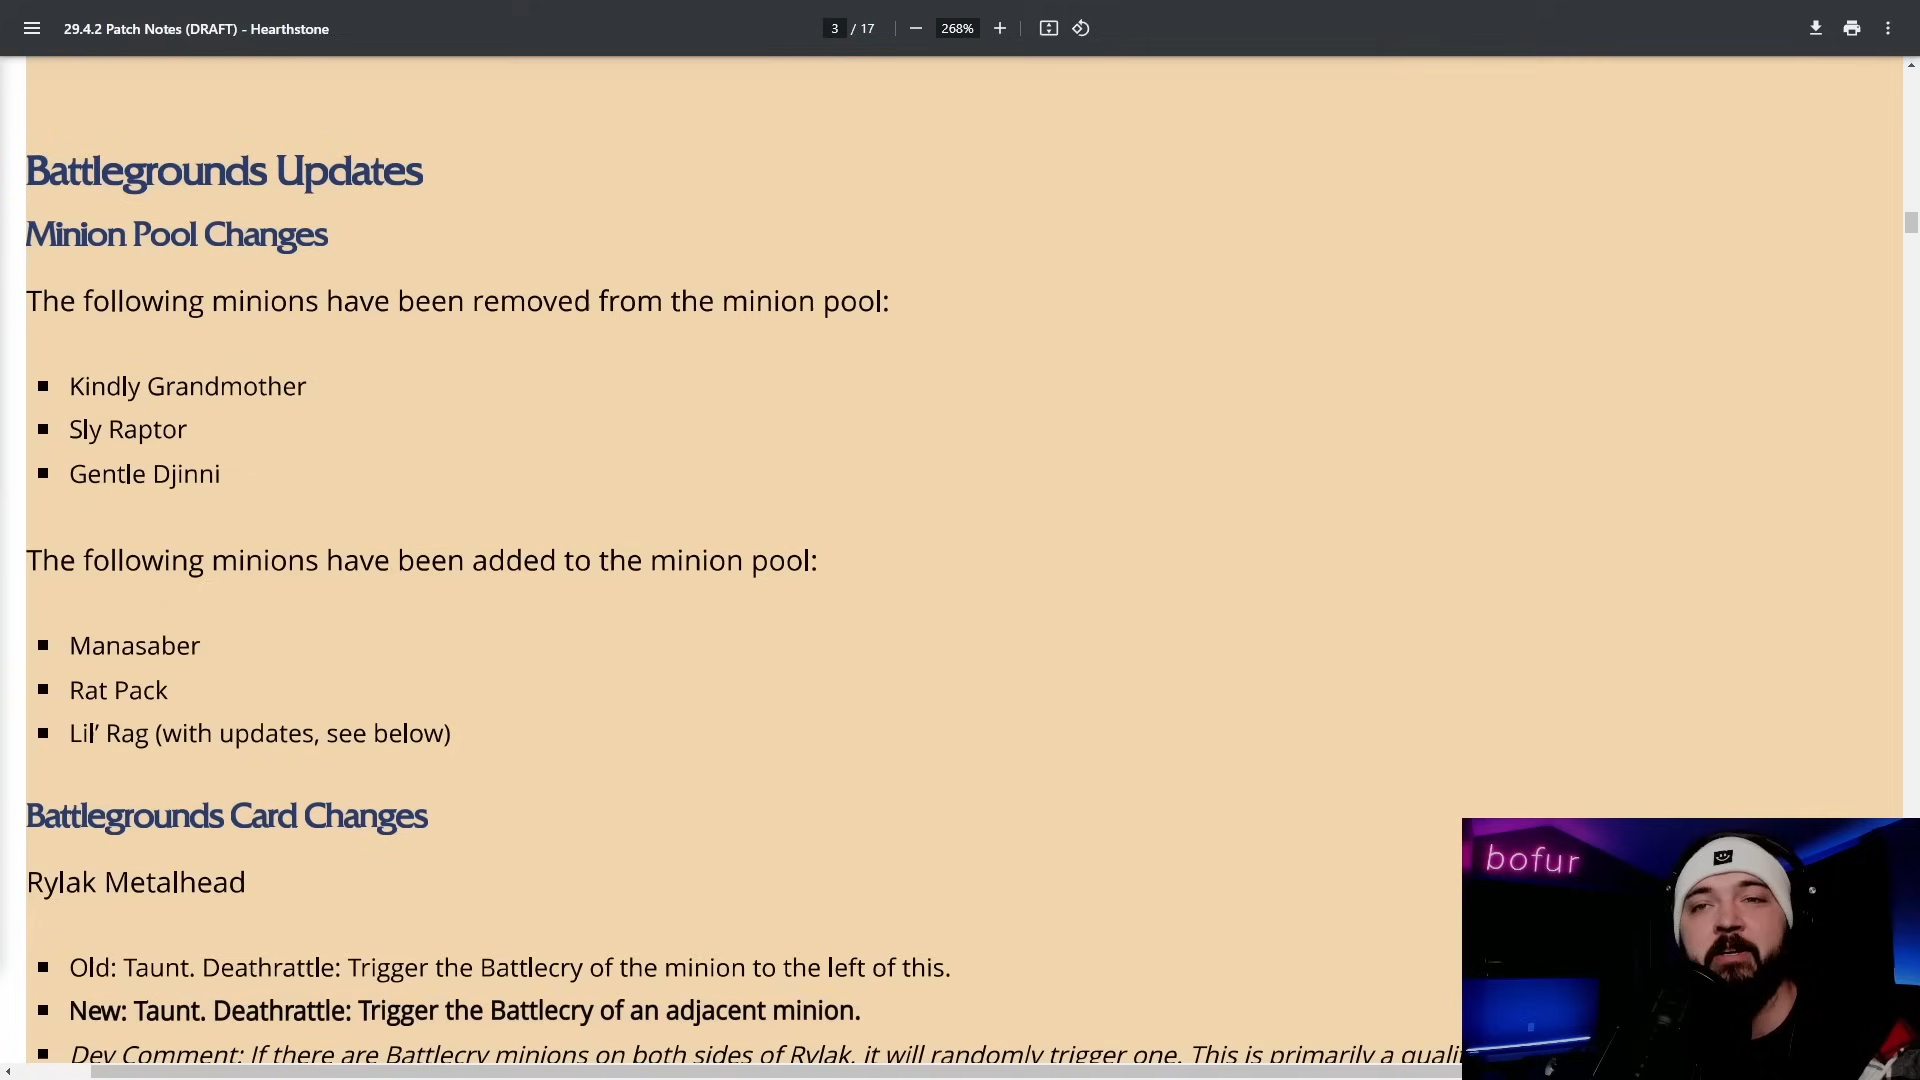 29.4.2 Patch Notes (DRAFT) - Hearthstone
3 / 17
268%
Battlegrounds Updates
Minion Pool Changes
The following minions have been removed from the minion pool:
Kindly Grandmother
Sly Raptor
Gentle Djinni
The following minions have been added to the minion pool:
Manasaber
Rat Pack
Lil’ Rag (with updates, see below)
Battlegrounds Card Changes
Rylak Metalhead
Old: Taunt. Deathrattle: Trigger the Battlecry of the minion to the left of this.
New: Taunt. Deathrattle: Trigger the Battlecry of an adjacent minion.
Dev Comment: If there are Battlecry minions on both sides of Rylak, it will randomly trigger one. This is primarily a
bofur